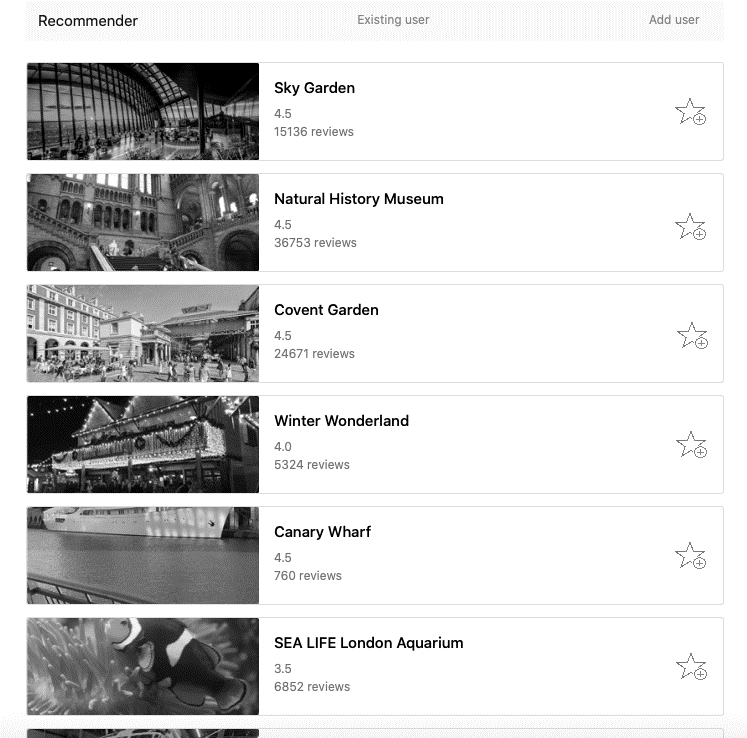 Recommender Existing user Add user
Sky Garden
4.5
15136 reviews
Natural History Museum
4.5
36753 reviews
Covent Garden
4.5
24671 reviews
Winter Wonderland
4.0
5324 reviews
Canary Wharf
4.5
760 reviews
SEA LIFE London Aquarium
3.5
6852 reviews